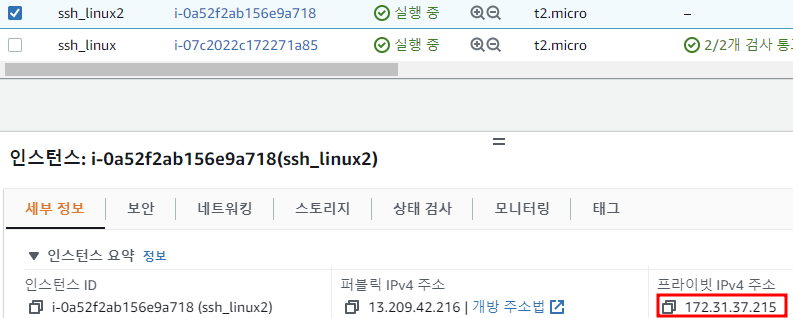 ssh_linux2 i-0a52f2ab156e9a718 실행 중 t2.micro –
ssh_linux i-07c2022c172271a85 실행 중 t2.micro 2/2개 검사 통
인스턴스: i-0a52f2ab156e9a718(ssh_linux2)
세부 정보 보안 네트워킹 스토리지 상태 검사 모니터링 태그
▼ 인스턴스 요약 정보
인스턴스 ID 퍼블릭 IPv4 주소 프라이빗 IPv4 주소
i-0a52f2ab156e9a718 (ssh_linux2) 13.209.42.216 | 개방 주소법 172.31.37.215